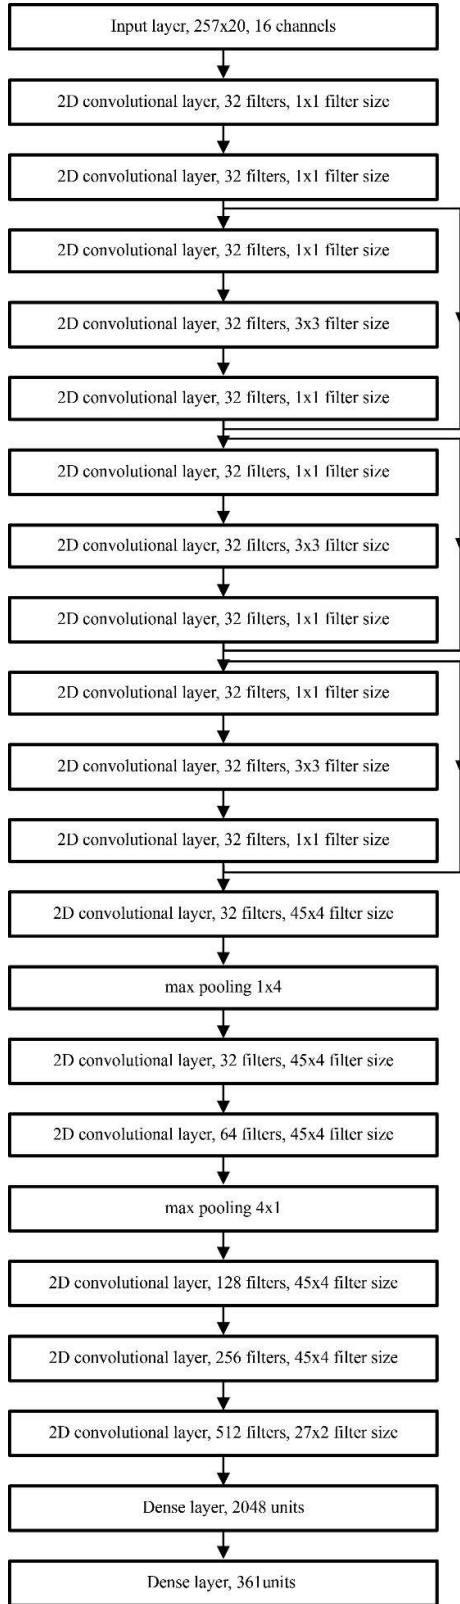 Input layer, 257x20, 16 channels
2D convolutional layer, 32 filters, 1x1 filter size
2D convolutional layer, 32 filters, 1x1 filter size
2D convolutional layer, 32 filters, 1x1 filter size
2D convolutional layer, 32 filters, 3x3 filter size
2D convolutional layer, 32 filters, 1x1 filter size
2D convolutional layer, 32 filters, 1x1 filter size
2D convolutional layer, 32 filters, 3x3 filter size
2D convolutional layer, 32 filters, 1x1 filter size
2D convolutional layer, 32 filters, 1x1 filter size
2D convolutional layer, 32 filters, 3x3 filter size
2D convolutional layer, 32 filters, 1x1 filter size
2D convolutional layer, 32 filters, 45x4 filter size
max pooling 1x4
2D convolutional layer, 32 filters, 45x4 filter size
2D convolutional layer, 64 filters, 45x4 filter size
max pooling 4x1
2D convolutional layer, 128 filters, 45x4 filter size
2D convolutional layer, 256 filters, 45x4 filter size
2D convolutional layer, 512 filters, 27x2 filter size
Dense layer, 2048 units
Dense layer, 361units